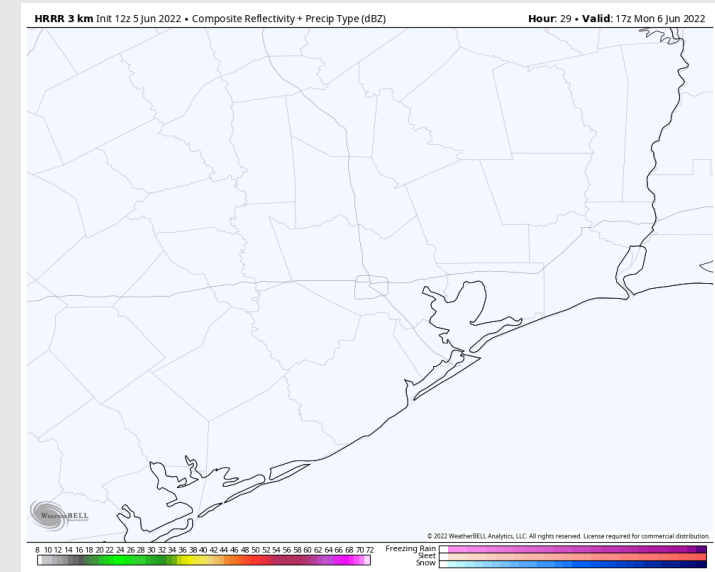 HRRR 3 km Init 12z 5 Jun 2022 • Composite Reflectivity + Precip Type (dBZ) Hour: 29 • Valid: 17z Mon 6 Jun 2022
WeatherBELL
© 2022 WeatherBELL Analytics, LLC. All rights reserved. License required for commercial distribution.
8 10 12 14 16 18 20 22 24 26 28 30 32 34 36 38 40 42 44 46 48 50 52 54 56 58 60 62 64 66 68 70 72
Freezing Rain
Sleet
Snow